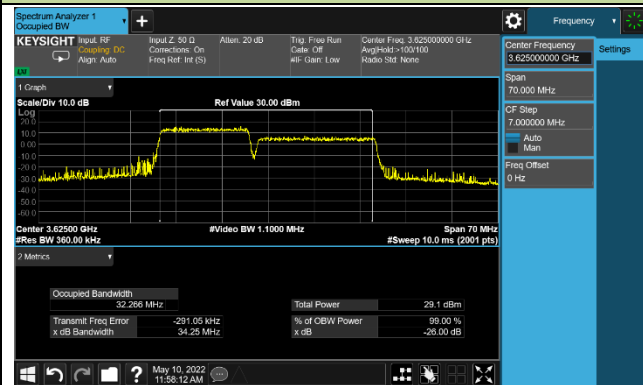 Spectrum Analyzer 1
Occupied BW
+
Frequency
KEYSIGHT Input: RF Input Z: 50 Ω Atten: 20 dB Trig: Free Run Center Freq: 3.625000000 GHz
Coupling: DC Corrections: On Gate: Off Avg|Hold:>100/100
Align: Auto Freq Ref: Int (S) #IF Gain: Low Radio Std: None
LXI
Center Frequency
3.625000000 GHz
Settings
Span
70.000 MHz
CF Step
7.000000 MHz
Auto
Man
Freq Offset
0 Hz
1 Graph
Scale/Div 10.0 dB Ref Value 30.00 dBm
Log
20.0
10.0
0.00
-10.0
-20.0
-30.0
-40.0
-50.0
-60.0
Center 3.62500 GHz #Video BW 1.1000 MHz Span 70 MHz
#Res BW 360.00 kHz #Sweep 10.0 ms (2001 pts)
2 Metrics
Occupied Bandwidth
32.266 MHz Total Power 29.1 dBm
Transmit Freq Error -291.05 kHz % of OBW Power 99.00 %
x dB Bandwidth 34.25 MHz x dB -26.00 dB
? May 10, 2022
11:58:12 AM